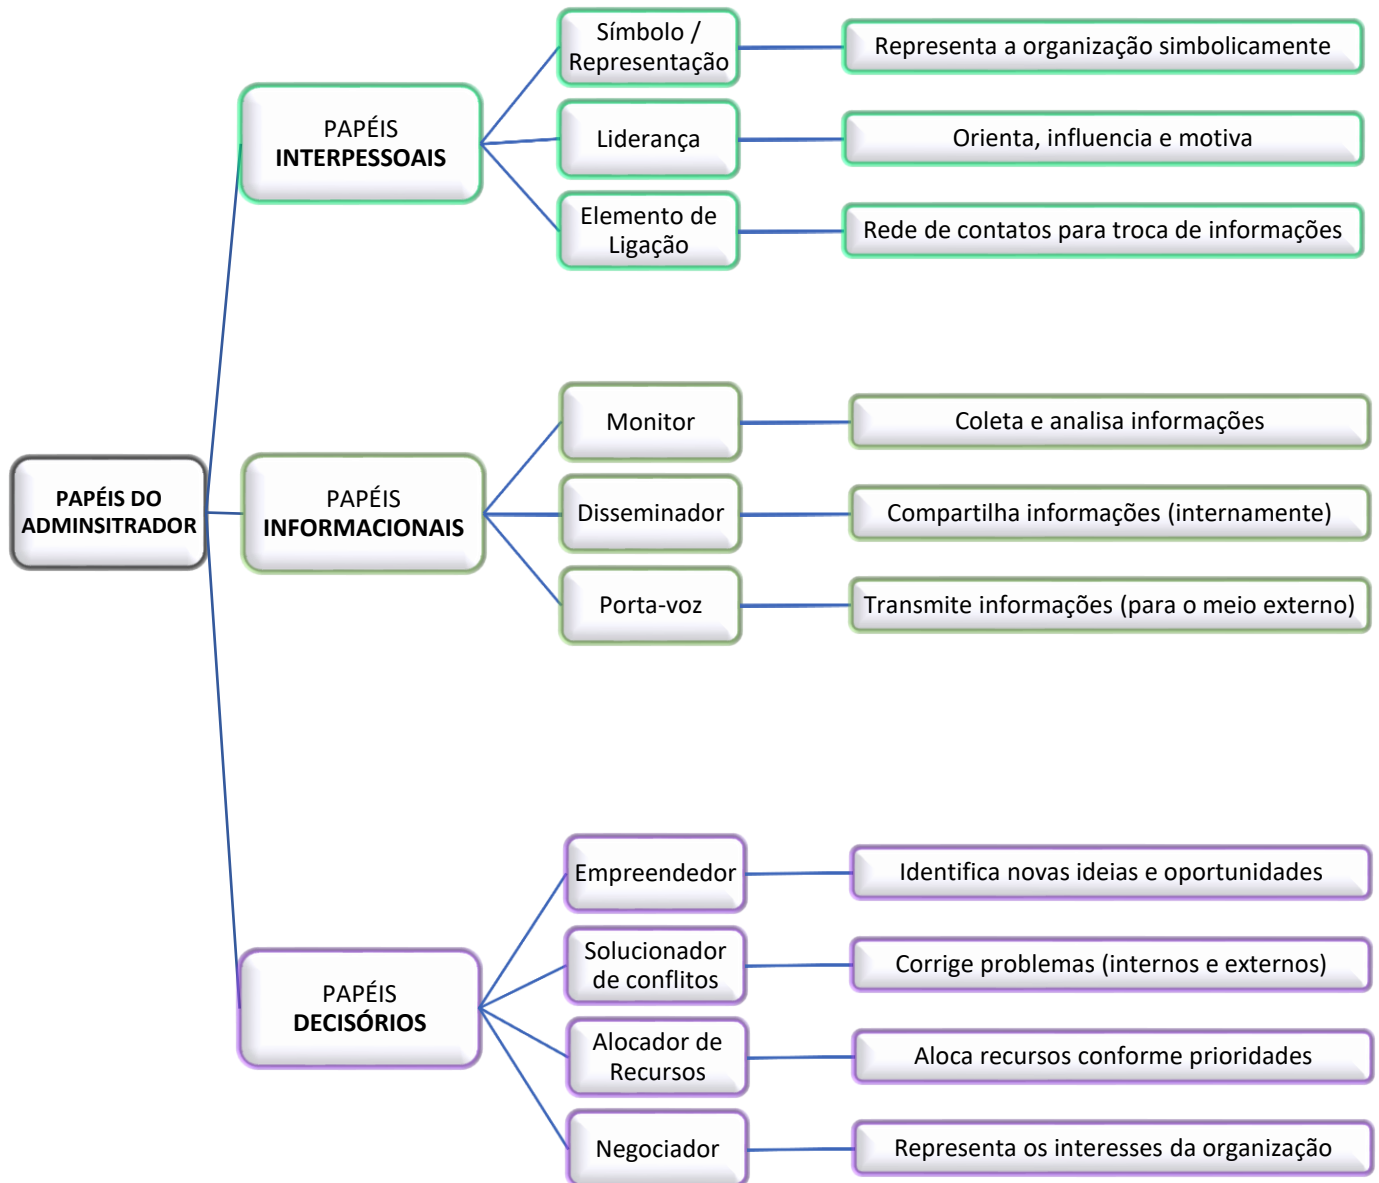 PAPÉIS DO
ADMINSITRADOR
PAPÉIS
INTERPESSOAIS
Símbolo /
Representação
Representa a organização simbolicamente
Liderança
Orienta, influencia e motiva
Elemento de
Ligação
Rede de contatos para troca de informações
PAPÉIS
INFORMACIONAIS
Monitor
Coleta e analisa informações
Disseminador
Compartilha informações (internamente)
Porta-voz
Transmite informações (para o meio externo)
PAPÉIS
DECISÓRIOS
Empreendedor
Identifica novas ideias e oportunidades
Solucionador
de conflitos
Corrige problemas (internos e externos)
Alocador de
Recursos
Aloca recursos conforme prioridades
Negociador
Representa os interesses da organização